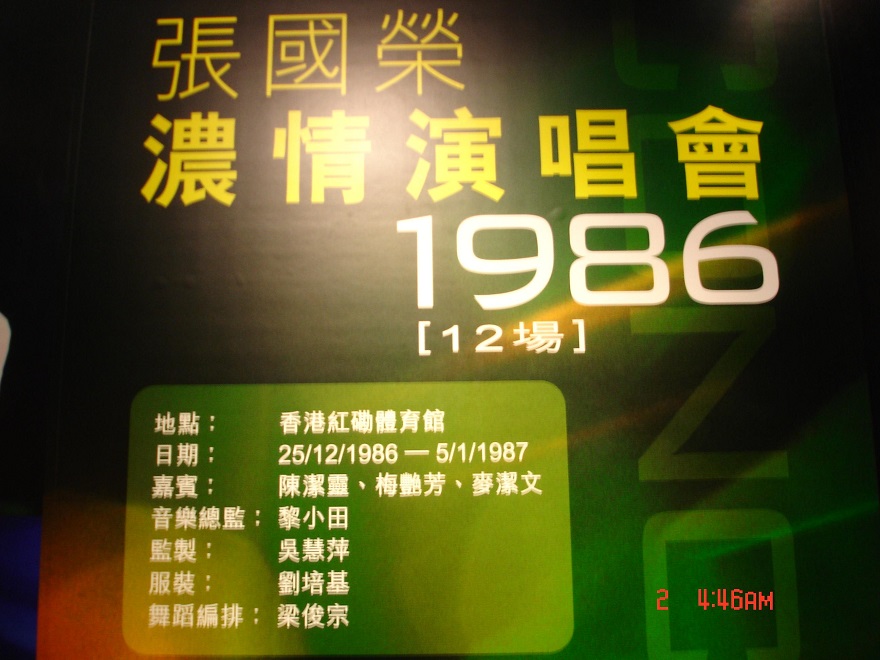 張國榮
濃情演唱會
1986
[12場]
地點： 香港紅磡體育館
日期： 25/12/1986 — 5/1/1987
嘉賓： 陳潔靈、梅艷芳、麥潔文
音樂總監： 黎小田
監製： 吳慧萍
服裝： 劉培基
舞蹈編排： 梁俊宗
2 4:46AM